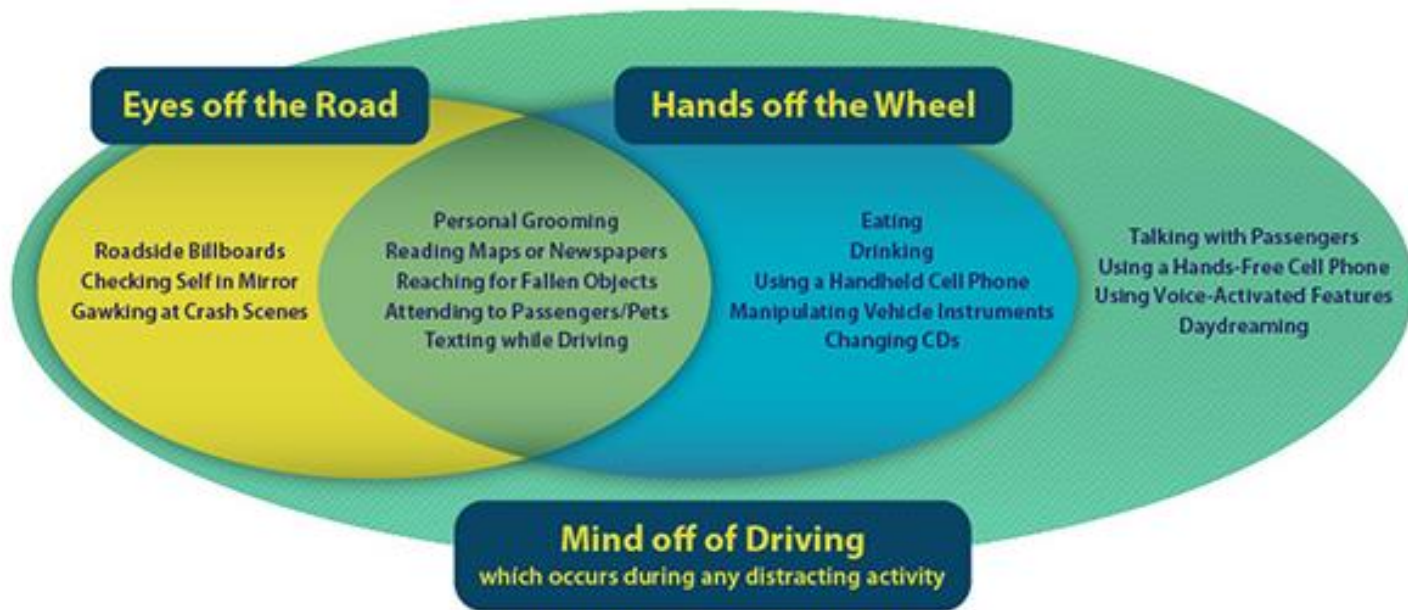 Eyes off the Road
Hands off the Wheel
Roadside Billboards
Checking Self in Mirror
Gawking at Crash Scenes
Personal Grooming
Reading Maps or Newspapers
Reaching for Fallen Objects
Attending to Passengers/Pets
Texting while Driving
Eating
Drinking
Using a Handheld Cell Phone
Manipulating Vehicle Instruments
Changing CDs
Talking with Passengers
Using a Hands-Free Cell Phone
Using Voice-Activated Features
Daydreaming
Mind off of Driving
which occurs during any distracting activity